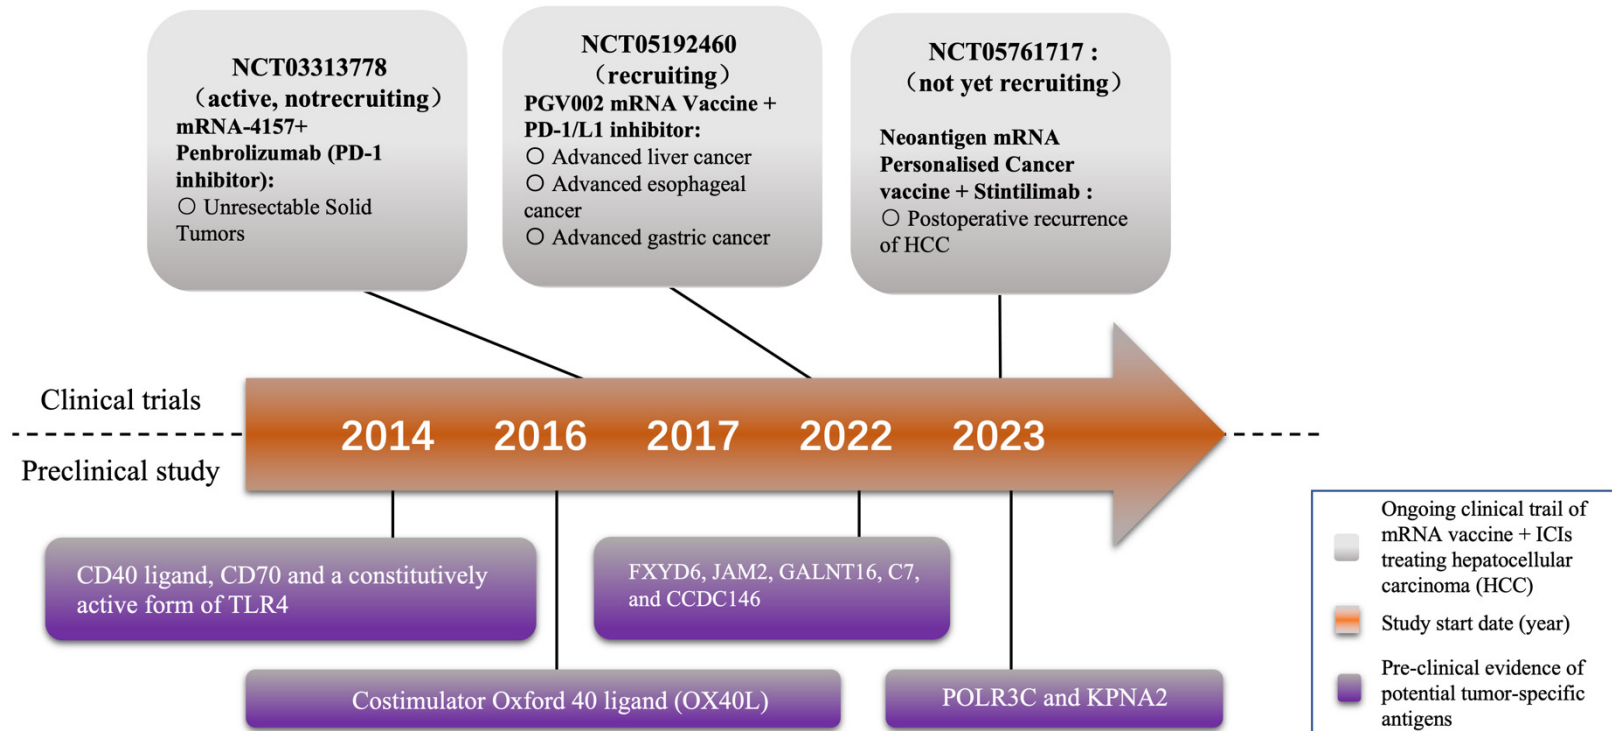 NCT03313778
（active, notrecruiting）
mRNA-4157+
Penbrolizumab (PD-1
inhibitor):
○ Unresectable Solid
Tumors
NCT05192460
（recruiting）
PGV002 mRNA Vaccine +
PD-1/L1 inhibitor:
○ Advanced liver cancer
○ Advanced esophageal
cancer
○ Advanced gastric cancer
NCT05761717 :
（not yet recruiting）
Neoantigen mRNA
Personalised Cancer
vaccine + Stintilimab :
○ Postoperative recurrence
of HCC
Clinical trials
Preclinical study
2014 2016 2017 2022 2023
CD40 ligand, CD70 and a constitutively
active form of TLR4
FXYD6, JAM2, GALNT16, C7,
and CCDC146
Costimulator Oxford 40 ligand (OX40L)
POLR3C and KPNA2
Ongoing clinical trail of
mRNA vaccine + ICIs
treating hepatocellular
carcinoma (HCC)
Study start date (year)
Pre-clinical evidence of
potential tumor-specific
antigens